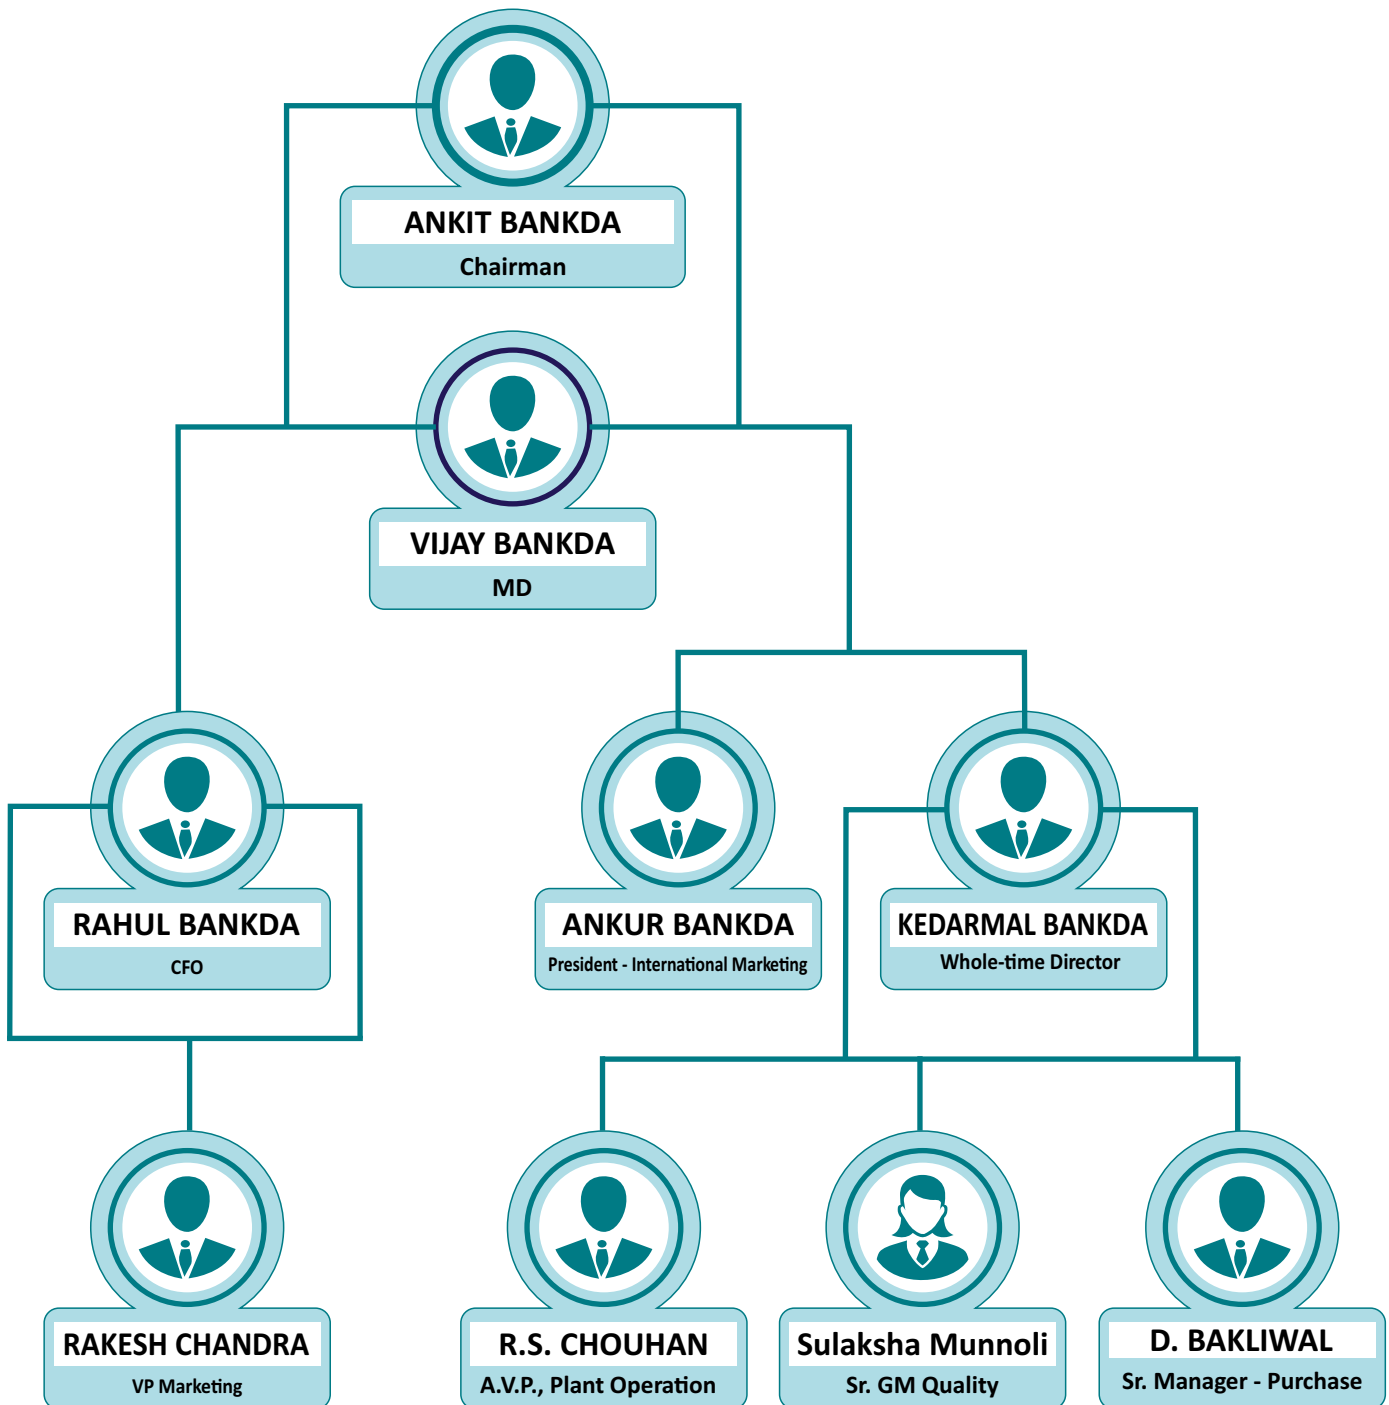 ANKIT BANKDA
Chairman
VIJAY BANKDA
MD
RAHUL BANKDA
CFO
ANKUR BANKDA
President - International Marketing
KEDARMAL BANKDA
Whole-time Director
RAKESH CHANDRA
VP Marketing
R.S. CHOUHAN
A.V.P., Plant Operation
Sulaksha Munnoli
Sr. GM Quality
D. BAKLIWAL
Sr. Manager - Purchase